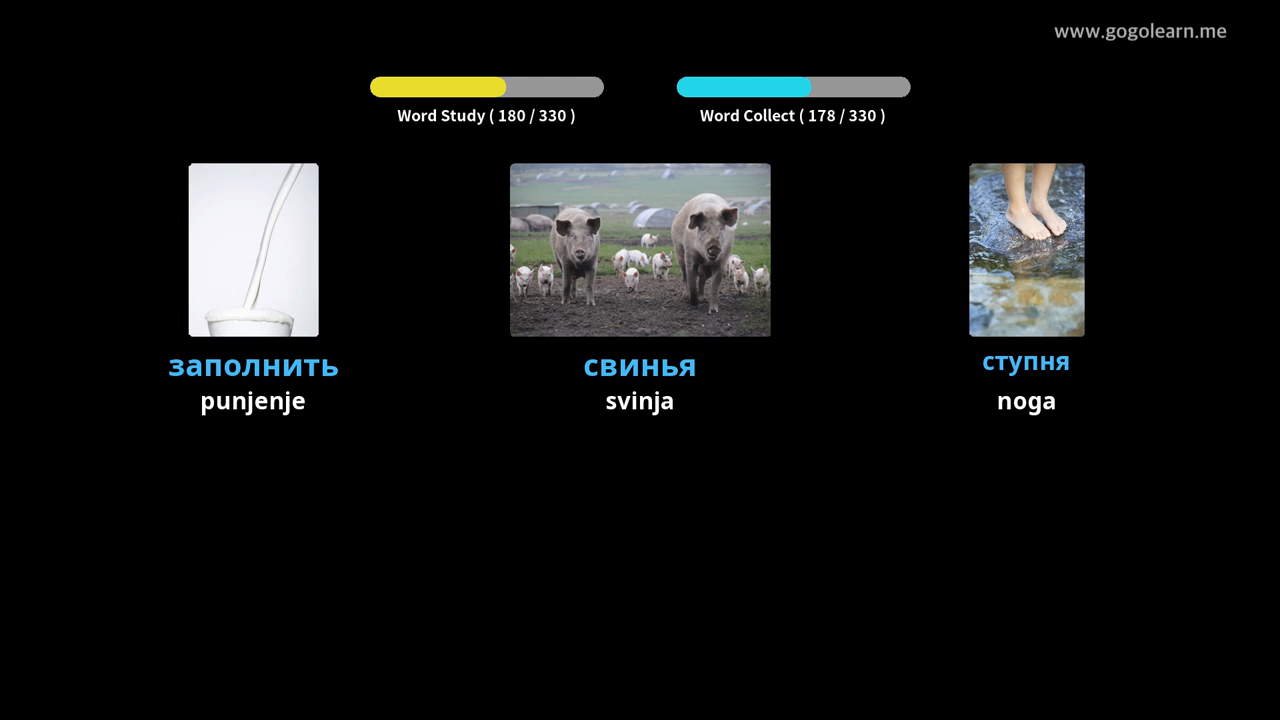 www.gogolearn.me
Word Study ( 180 / 330 )
Word Collect ( 178 / 330 )
заполнить
punjenje
свинья
svinja
ступня
noga